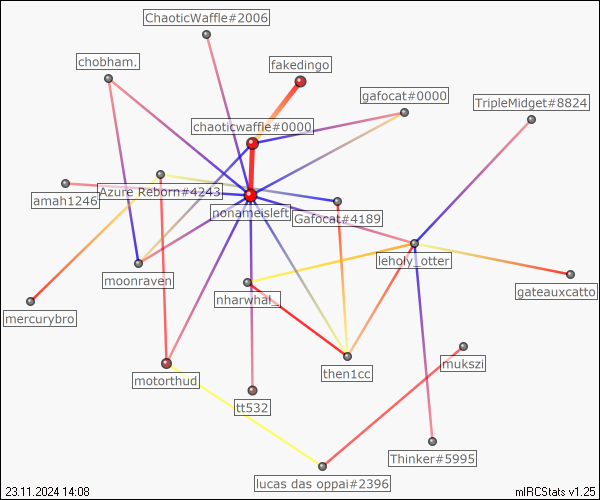 ChaoticWaffle#2006
chobham.
fakedingo
gafocat#0000
TripleMidget#8824
chaoticwaffle#0000
amah1246
Azure Reborn#4243
nonameisleft
Gafocat#4189
leholy_otter
moonraven
nharwhal_
gateauxcatto
mercurybro
motorthud
then1cc
mukszi
tt532
Thinker#5995
lucas das oppai#2396
23.11.2024 14:08
mIRCStats v1.25